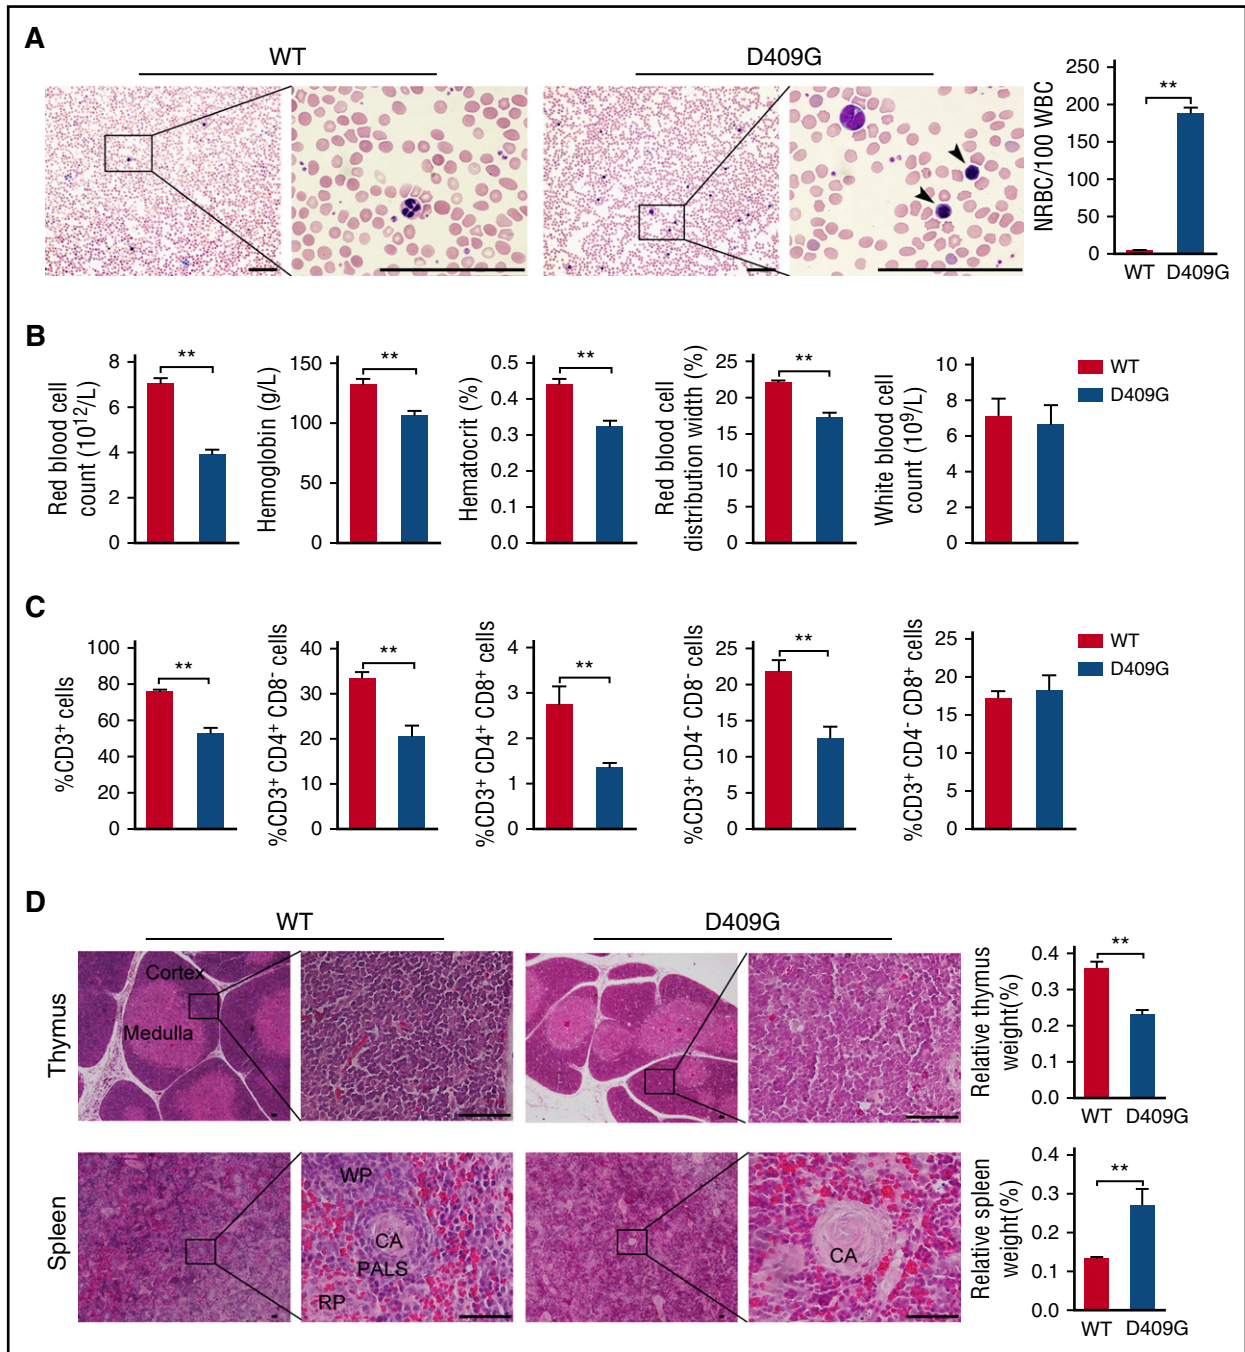 A
WT
D409G
NRBC/100 WBC
250
200
150
100
50
0
**
WT
D409G
B
Red blood cell
count (10¹²/L)
8
6
4
2
0
**
Hemoglobin (g/L)
150
100
50
0
**
Hematocrit (%)
0.5
0.4
0.3
0.2
0.1
0.0
**
Red blood cell
distribution width (%)
25
20
15
10
5
0
**
White blood cell
count (10⁹/L)
10
8
6
4
2
0
WT
D409G
C
%CD3⁺ cells
100
80
60
40
20
0
**
%CD3⁺ CD4⁺ CD8⁻ cells
40
30
20
10
0
**
%CD3⁺ CD4⁺ CD8⁺ cells
4
3
2
1
0
**
%CD3⁺ CD4⁻ CD8⁻ cells
25
20
15
10
5
0
**
%CD3⁺ CD4⁻ CD8⁺ cells
25
20
15
10
5
0
WT
D409G
D
WT
D409G
Thymus
Cortex
Medulla
Relative thymus
weight(%)
0.4
0.3
0.2
0.1
0.0
**
WT
D409G
Spleen
WP
CA
PALS
RP
CA
Relative spleen
weight(%)
0.4
0.3
0.2
0.1
0.0
**
WT
D409G